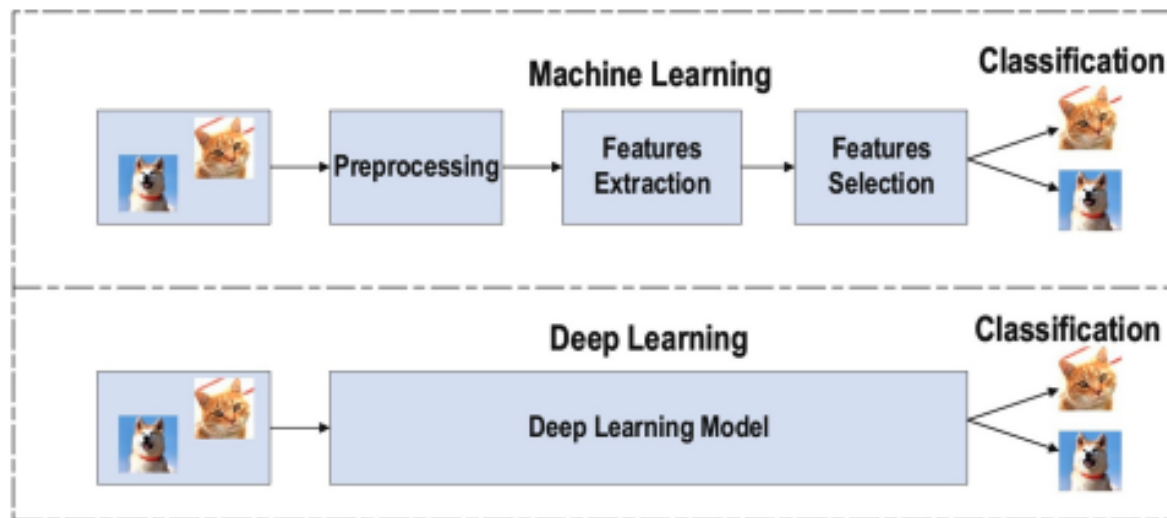 Machine Learning
Classification
Preprocessing
Features
Extraction
Features
Selection
Deep Learning
Classification
Deep Learning Model